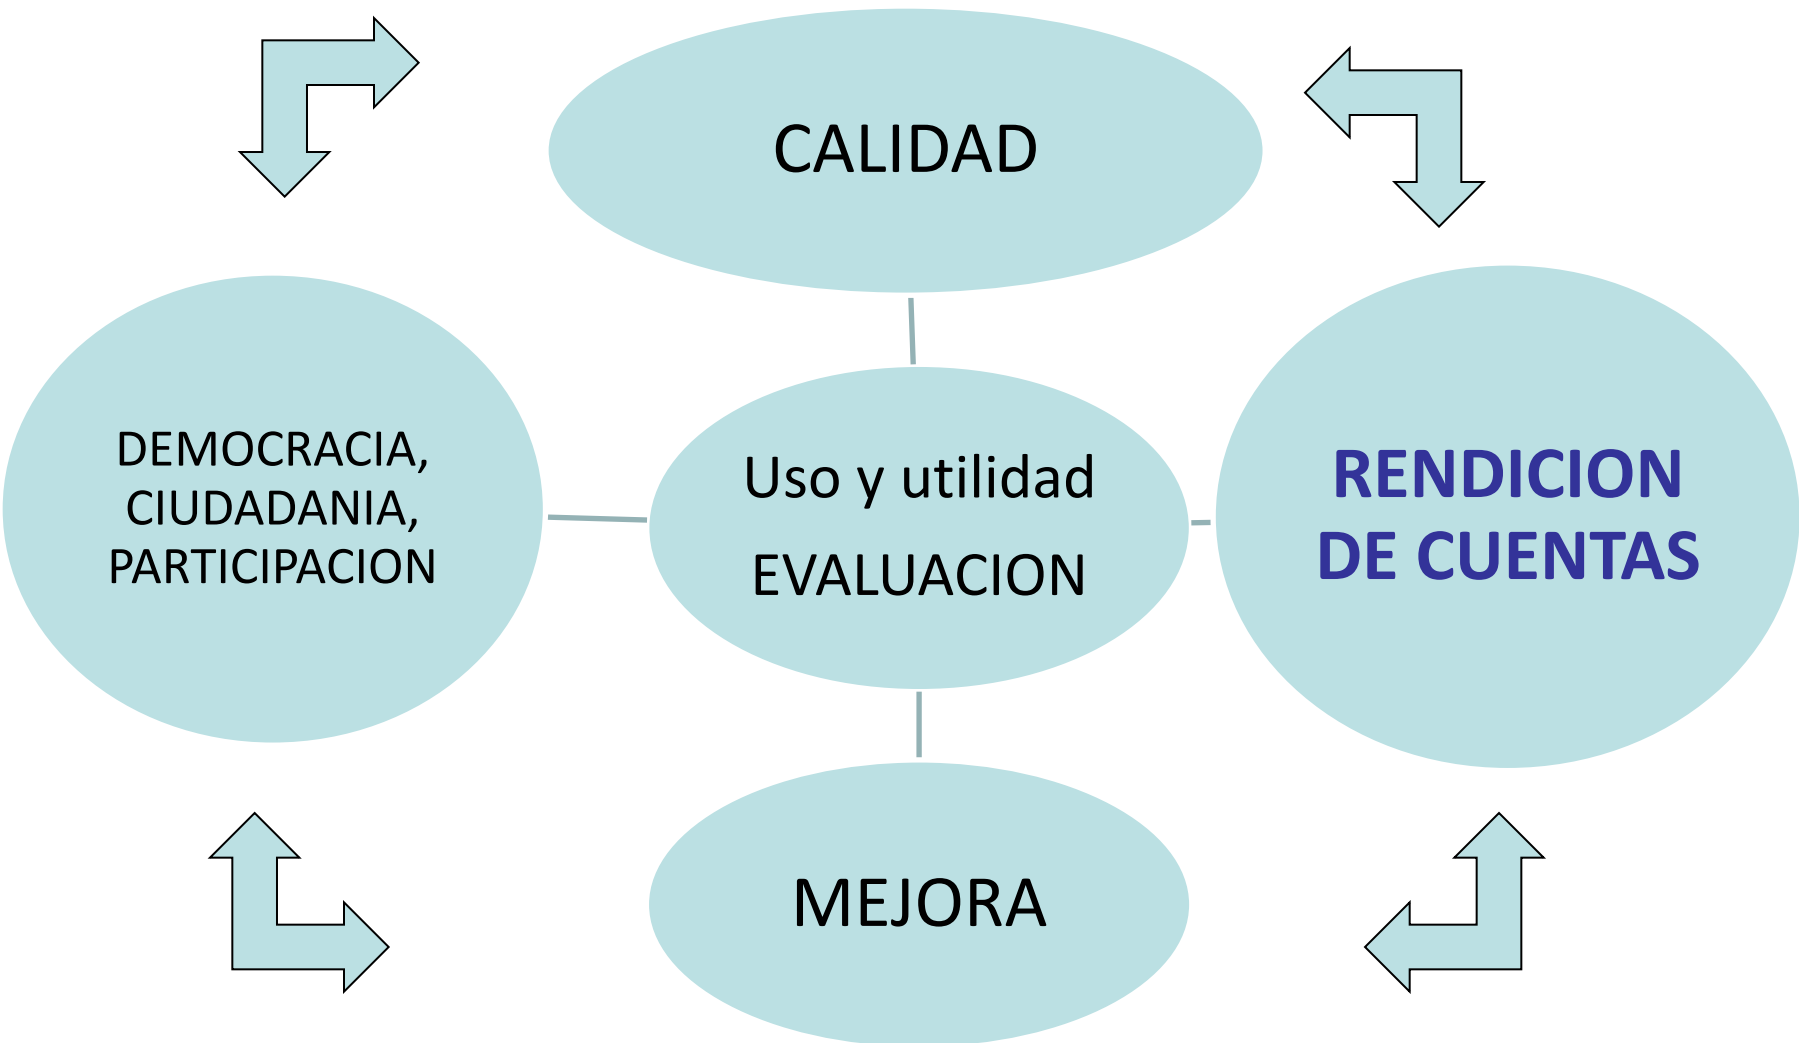 CALIDAD
DEMOCRACIA,
CIUDADANIA,
PARTICIPACION
Uso y utilidad
EVALUACION
RENDICION
DE CUENTAS
MEJORA